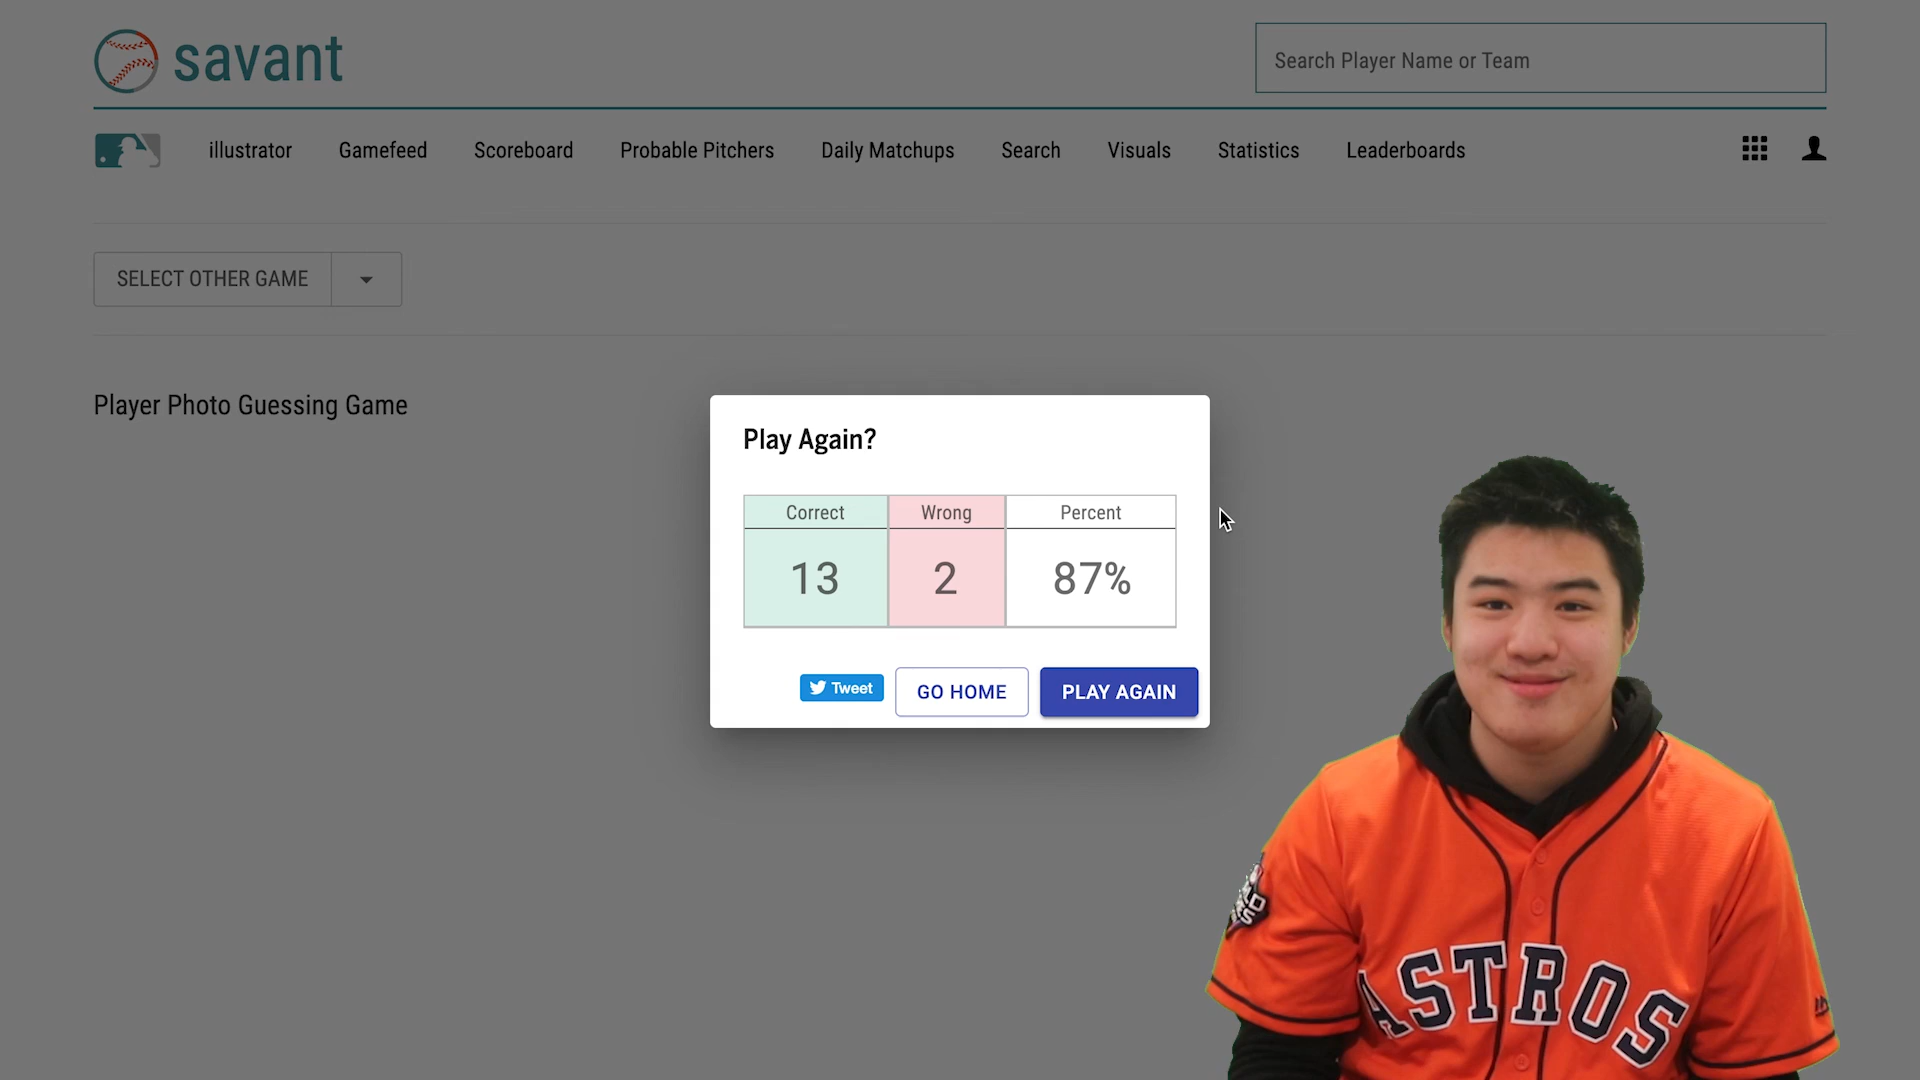 savant
Search Player Name or Team
illustrator Gamefeed Scoreboard Probable Pitchers Daily Matchups Search Visuals Statistics Leaderboards
SELECT OTHER GAME
Player Photo Guessing Game
Play Again?
Correct Wrong Percent
13 2 87%
Tweet GO HOME PLAY AGAIN
ASTROS